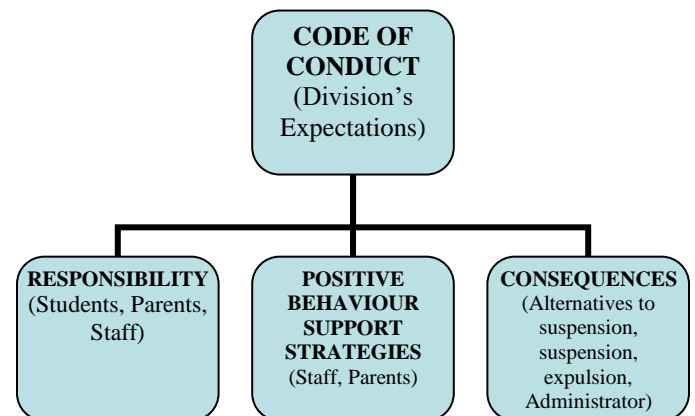 CODE OF
CONDUCT
(Division’s
Expectations)
RESPONSIBILITY
(Students, Parents,
Staff)
POSITIVE
BEHAVIOUR
SUPPORT
STRATEGIES
(Staff, Parents)
CONSEQUENCES
(Alternatives to
suspension,
suspension,
expulsion,
Administrator)